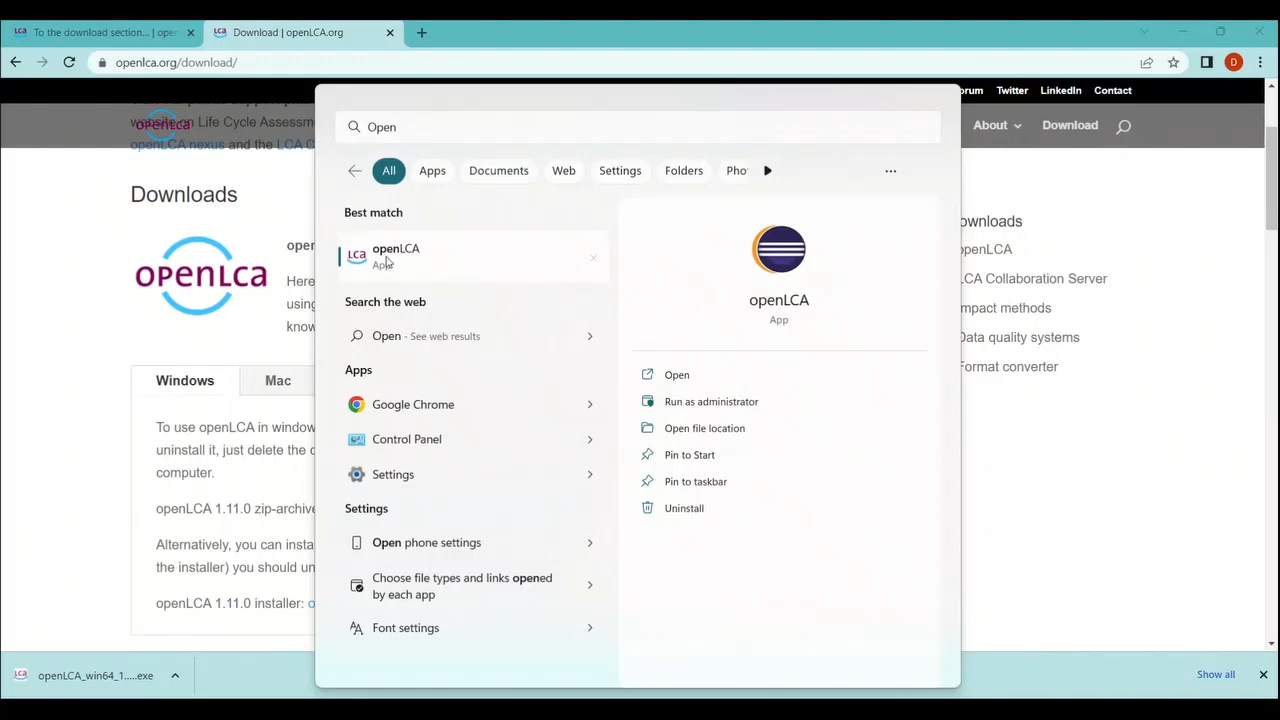 To the download section... | ope
Download | openLCA.org
openlca.org/download/
D
orum Twitter LinkedIn Contact
website on Life Cycle Assessm
openLCA nexus and the LCA C
About Download
Downloads
openLca
open
Here
using
know
Windows Mac
To use openLCA in window
uninstall it, just delete the c
computer.
openLCA 1.11.0 zip-archive
Alternatively, you can insta
the installer) you should un
openLCA 1.11.0 installer: o
Open
All Apps Documents Web Settings Folders Pho ...
Best match
LCA openLCA
App
Search the web
Open - See web results
Apps
Google Chrome
Control Panel
Settings
Settings
Open phone settings
Choose file types and links opened
by each app
Font settings
openLCA
App
Open
Run as administrator
Open file location
Pin to Start
Pin to taskbar
Uninstall
ownloads
openLCA
LCA Collaboration Server
mpact methods
Data quality systems
Format converter
openLCA_win64_1.....exe
Show all